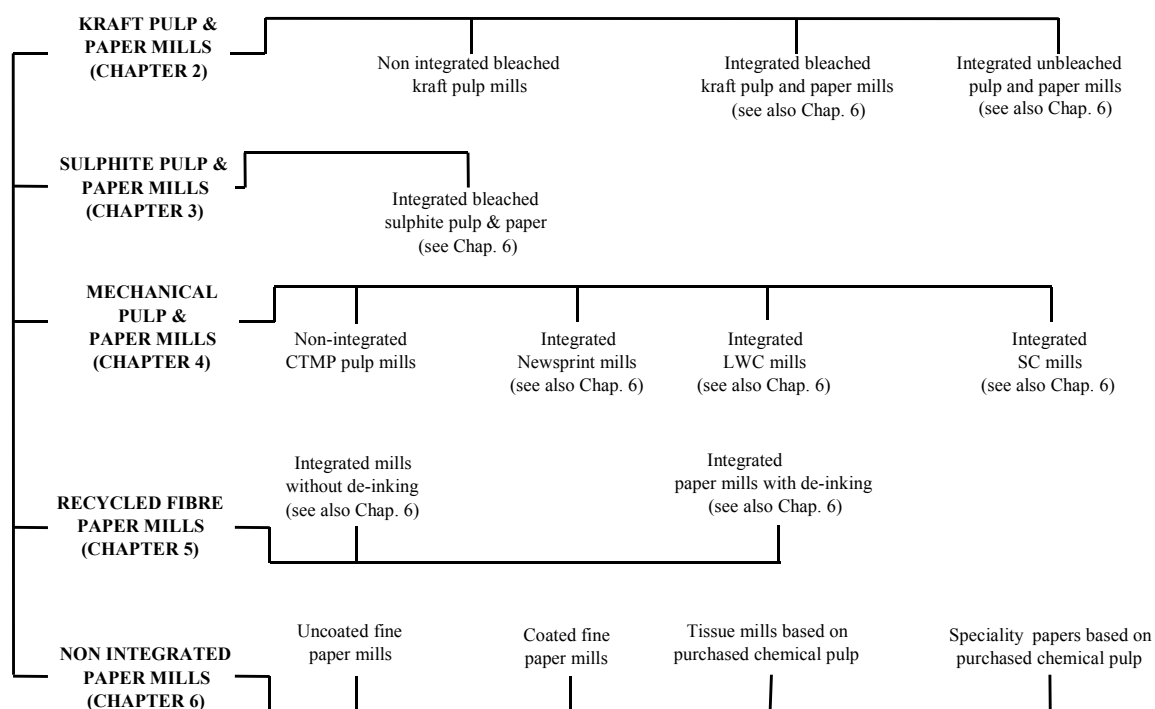 KRAFT PULP &
PAPER MILLS
(CHAPTER 2)
Non integrated bleached
kraft pulp mills
Integrated bleached
kraft pulp and paper mills
(see also Chap. 6)
Integrated unbleached
pulp and paper mills
(see also Chap. 6)
SULPHITE PULP &
PAPER MILLS
(CHAPTER 3)
Integrated bleached
sulphite pulp & paper
(see Chap. 6)
MECHANICAL
PULP &
PAPER MILLS
(CHAPTER 4)
Non-integrated
CTMP pulp mills
Integrated
Newsprint mills
(see also Chap. 6)
Integrated
LWC mills
(see also Chap. 6)
Integrated
SC mills
(see also Chap. 6)
RECYCLED FIBRE
PAPER MILLS
(CHAPTER 5)
Integrated mills
without de-inking
(see also Chap. 6)
Integrated
paper mills with de-inking
(see also Chap. 6)
NON INTEGRATED
PAPER MILLS
(CHAPTER 6)
Uncoated fine
paper mills
Coated fine
paper mills
Tissue mills based on
purchased chemical pulp
Speciality papers based on
purchased chemical pulp